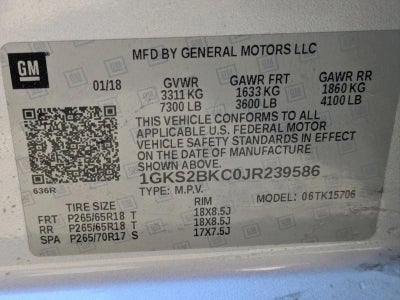 GM
MFD BY GENERAL MOTORS LLC
01/18 GVWR GAWR FRT GAWR RR
3311 KG 1633 KG 1860 KG
7300 LB 3600 LB 4100 LB
THIS VEHICLE CONFORMS TO ALL
APPLICABLE U.S. FEDERAL MOTOR
VEHICLE SAFETY STANDARDS IN EFFECT
ON THE DATE OF MANUFACTURE
SHOWN ABOVE.
636R 1GKS2BKC0JR239586
TYPE: M.P.V. MODEL: 06TK15706
TIRE SIZE RIM
FRT P265/65R18 T 18X8.5J
RR P265/65R18 T 18X8.5J
SPA P265/70R17 S 17X7.5J